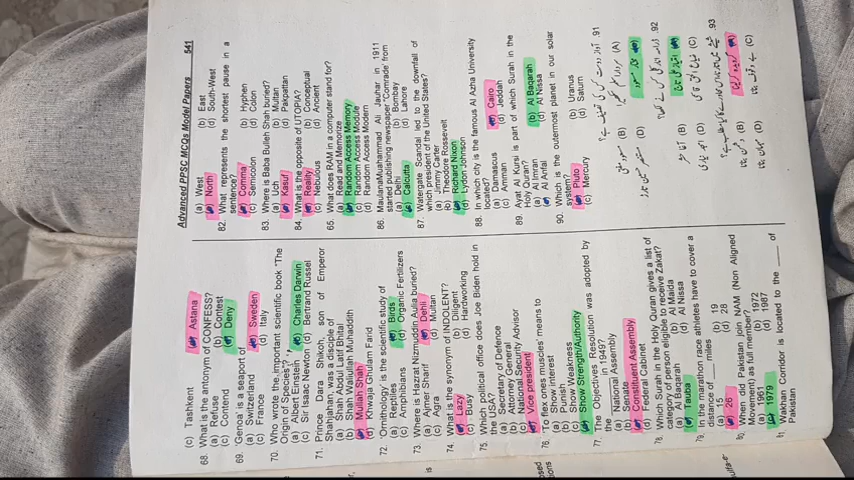 Advanced PPSC MCQs Model Papers 541
(c) Tashkent Astana
68. What is the antonym of CONFESS?
(a) Refuse (b) Contest
(c) Contend Deny
69. 'Genoa' is a seaport of
(a) Switzerland Sweden
(c) France (d) Italy
70. Who wrote the important scientific book "The
Origin of Species"?
(a) Albert Einstein Charles Darwin
(c) Sir Isaac Newton (d) Bertrand Russel
71. Prince Dara Shikoh, son of Emperor
Shahjahan, was a disciple of
(a) Shah Abdul Latif Bhitai
(b) Shah Waliullah Muhaddith
Mullah Shah
(d) Khwaja Ghulam Farid
72. 'Ornithology' is the scientific study of
(a) Reptiles Birds
(c) Amphibians (d) Organic Fertilizers
73. Where is Hazrat Nizmuddin Aulia buried?
(a) Ajmer Sharif Dehli
(c) Agra (d) Multan
74. What is the synonym of INDOLENT?
Lazy (b) Diligent
(c) Busy (d) Hardworking
75. Which political office does Joe Biden hold in
the USA?
(a) Secretary of Defence
(b) Attorney General
(c) National Security Advisor
Vice president
76. 'To flex ones muscles' means to
(a) Show interest
(b) Punish
(c) Show Weakness
Show Strength/Authority
77. The Objectives Resolution was adopted by
the in 1949?
(a) National Assembly
(b) Senate
Constituent Assembly
(d) Federal Cabinet
78. Which Surah in the Holy Quran gives a list of
category of person eligible to receive Zakat?
(a) Al Baqarah (b) Al Maida
Tauba (d) Al Nissa
79. In the marathon race athletes have to cover a
distance of miles
(a) 15 (b) 19
26 (d) 28
80. When did Pakistan join NAM (Non Aligned
Movement) as full member?
(a) 1961 (b) 1972
1979 (d) 1987
81. Wakhan corridor is located to the ____ of
Pakistan
(a) West (b) East
North (d) South-West
82. What represents the shortest pause in a
sentence?
Comma (b) Hyphen
(c) Semicolon (d) Colon
83. Where is Baba Bulleh Shah buried?
(a) Uch (b) Multan
Kasur (d) Pakpattan
84. What is the opposite of UTOPIA?
Reality (b) Conceptual
(c) Nebulous (d) Ancient
65. What does RAM in a computer stand for?
(a) Read and Memorize
Random Access Memory
(c) Random Access Module
(d) Random Access Modern
86. MaulanaMuahammad Ali Jauhar in 1911
started publishing newspaper 'Comrade' from
(a) Delhi (b) Bombay
Calcutta (d) Lahore
87. Watergate Scandal led to the downfall of
which president of the United States?
(a) Jimmy Carter
(b) Theodore Rossevelt
Richard Nixon
(d) Lydon Johnson
88. In which city is the famous Al Azha University
located?
(a) Damascus Cairo
(c) Amman (d) Jeddah
89. Ayat Al Kursi is part of which Surah in the
Holy Quran?
(a) Al Imran Al Baqarah
Al Anfal (d) Al Nissa
90. Which is the outermost planet in our solar
system?
Pluto (b) Uranus
(c) Mercury (d) Saturn
91
(B) (A)
(D)
92
(B)
(D) (C)
93
(B)
(D) (C)